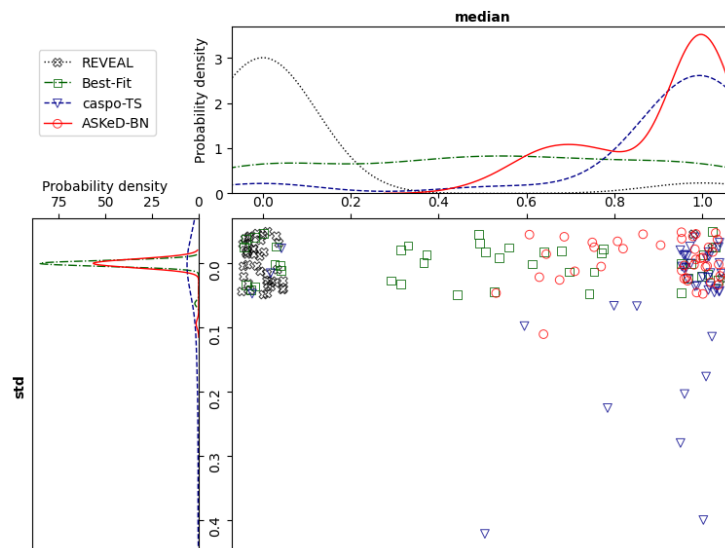 median
REVEAL
Best-Fit
caspo-TS
ASKeD-BN
Probability density
3
2
1
0
0.0 0.2 0.4 0.6 0.8 1.0
Probability density
75 50 25 0
std
0.0
0.1
0.2
0.3
0.4